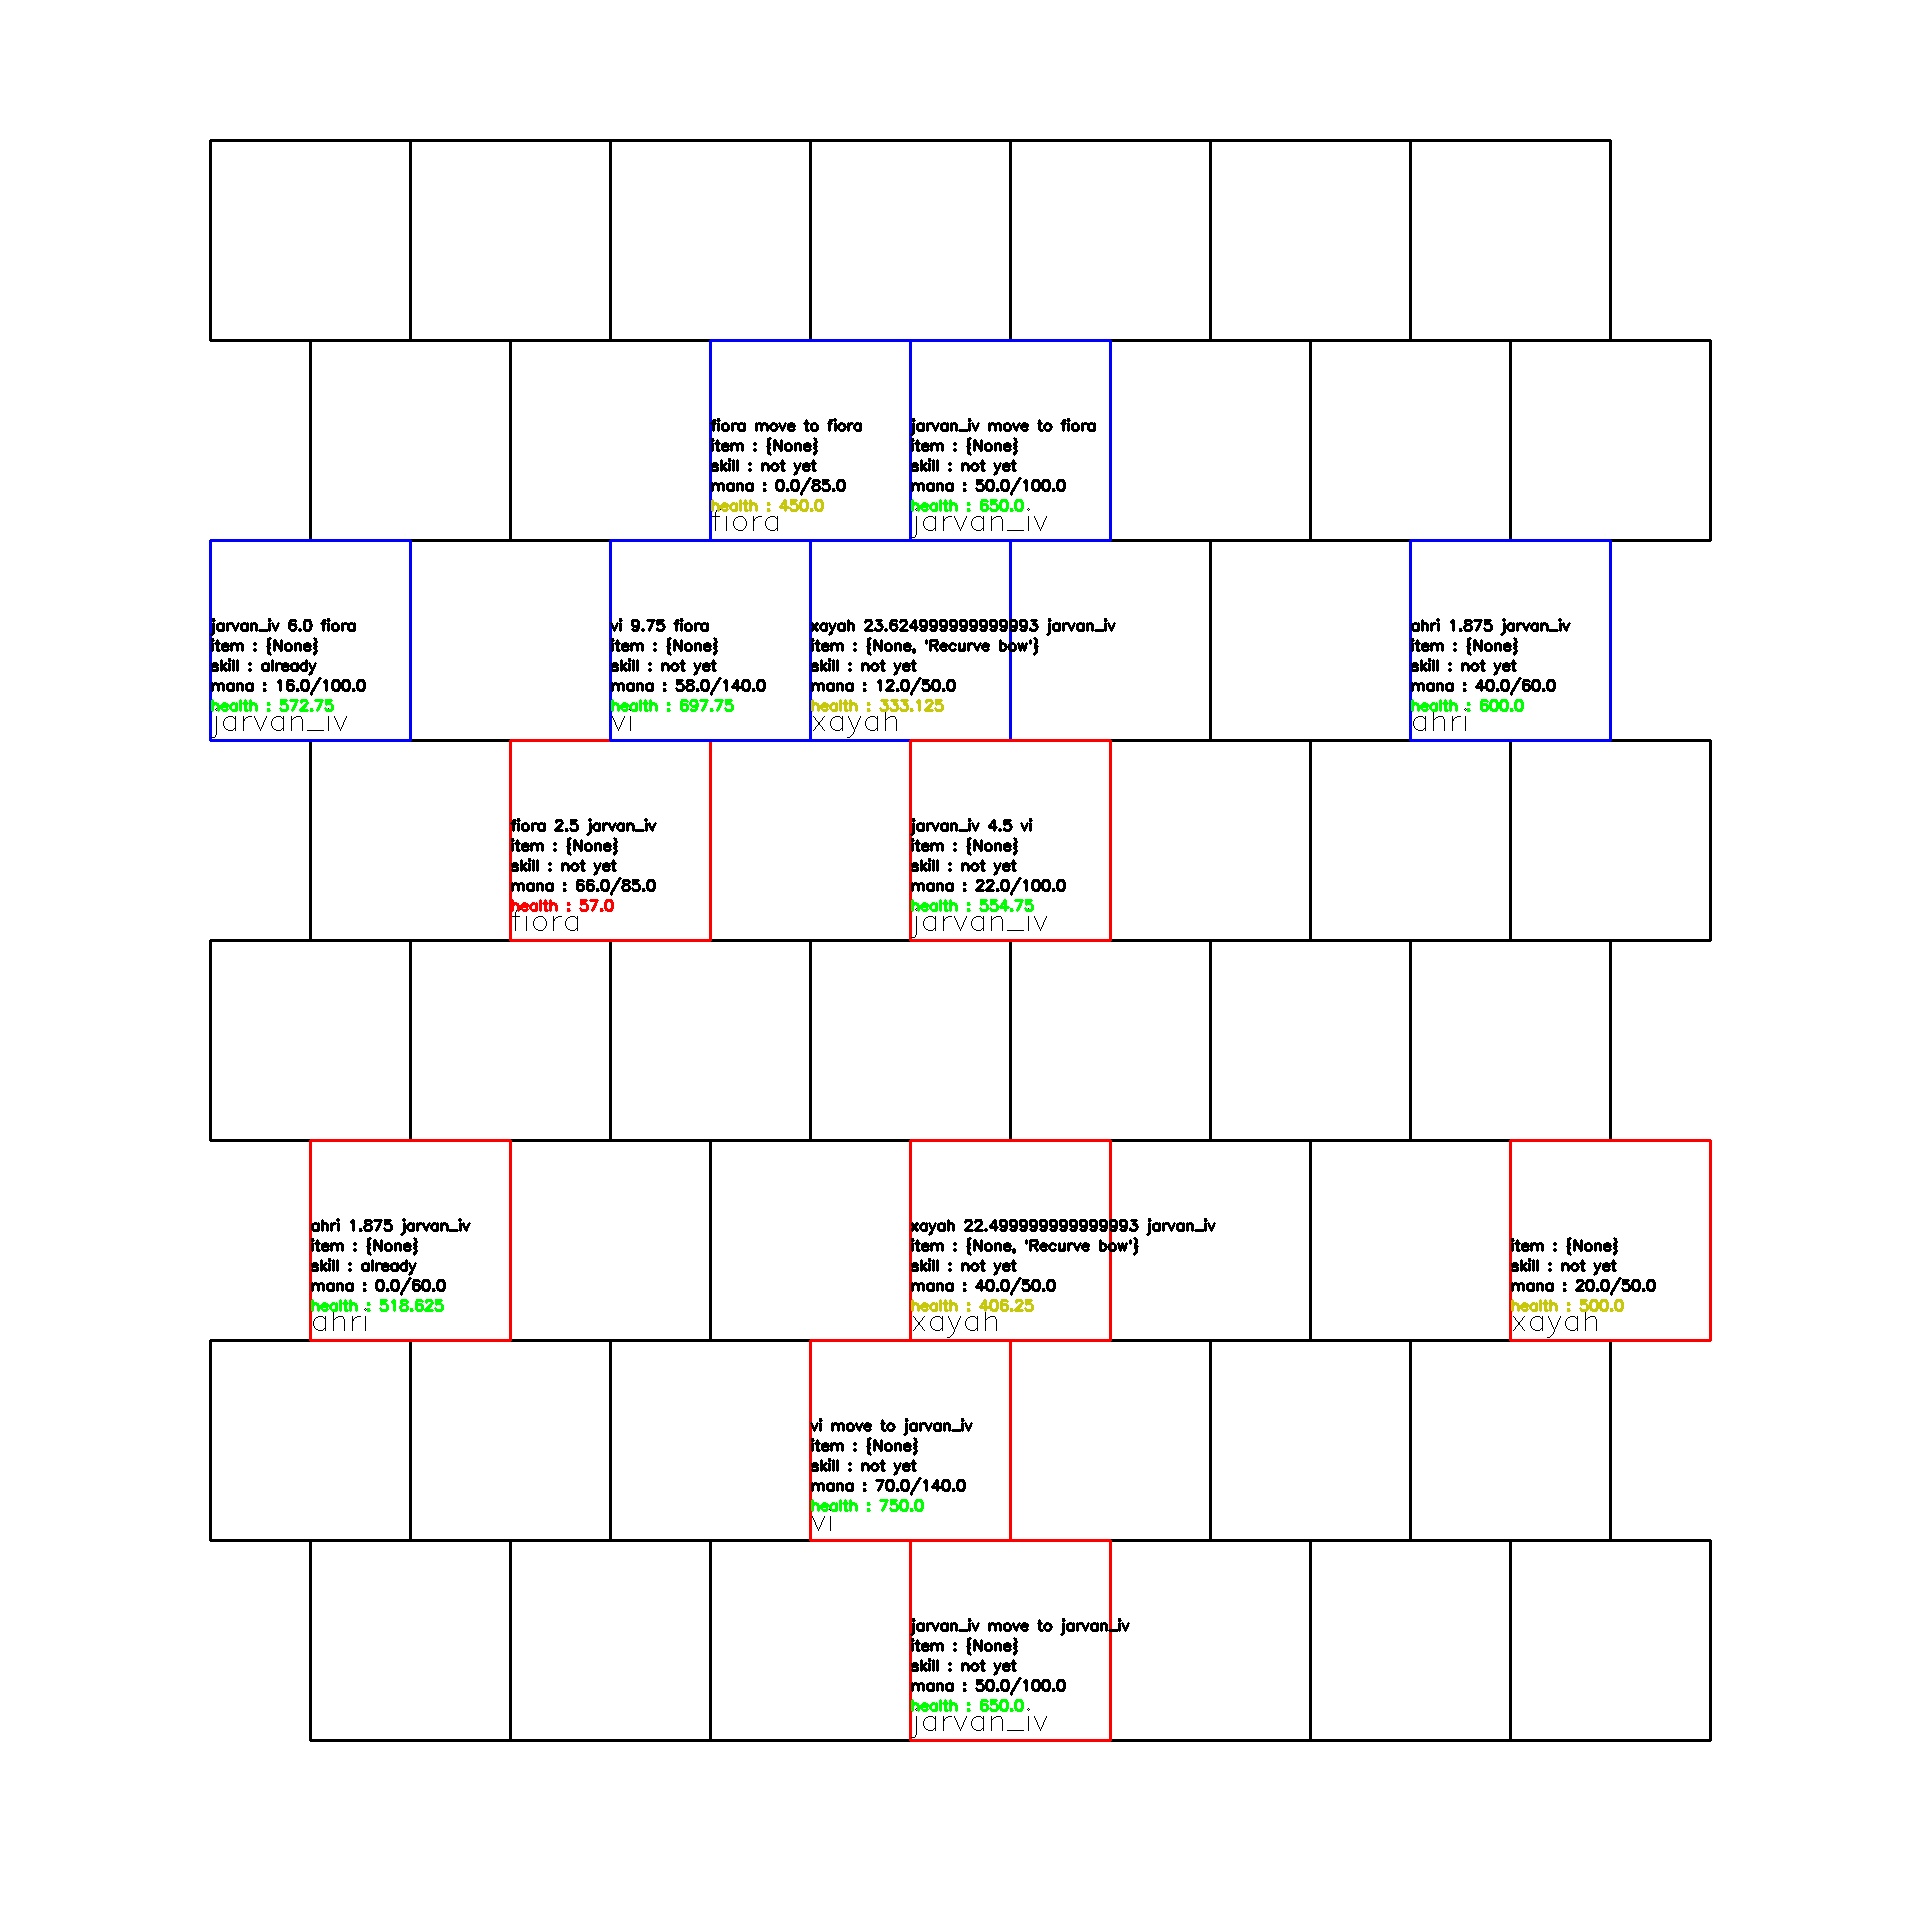 fiora move to fiora
item : {None}
skill : not yet
mana : 0.0/85.0
health : 450.0
fiora
jarvan_iv move to fiora
item : {None}
skill : not yet
mana : 50.0/100.0
health : 650.0
jarvan_iv
jarvan_iv 6.0 fiora
item : {None}
skill : already
mana : 16.0/100.0
health : 572.75
jarvan_iv
vi 9.75 fiora
item : {None}
skill : not yet
mana : 58.0/140.0
health : 697.75
vi
xayah 23.624999999999993 jarvan_iv
item : {None, 'Recurve bow'}
skill : not yet
mana : 12.0/50.0
health : 333.125
xayah
ahri 1.875 jarvan_iv
item : {None}
skill : not yet
mana : 40.0/60.0
health : 600.0
ahri
fiora 2.5 jarvan_iv
item : {None}
skill : not yet
mana : 66.0/85.0
health : 57.0
fiora
jarvan_iv 4.5 vi
item : {None}
skill : not yet
mana : 22.0/100.0
health : 554.75
jarvan_iv
ahri 1.875 jarvan_iv
item : {None}
skill : already
mana : 0.0/60.0
health : 518.625
ahri
xayah 22.499999999999993 jarvan_iv
item : {None, 'Recurve bow'}
skill : not yet
mana : 40.0/50.0
health : 406.25
xayah
item : {None}
skill : not yet
mana : 20.0/50.0
health : 500.0
xayah
vi move to jarvan_iv
item : {None}
skill : not yet
mana : 70.0/140.0
health : 750.0
vi
jarvan_iv move to jarvan_iv
item : {None}
skill : not yet
mana : 50.0/100.0
health : 650.0
jarvan_iv